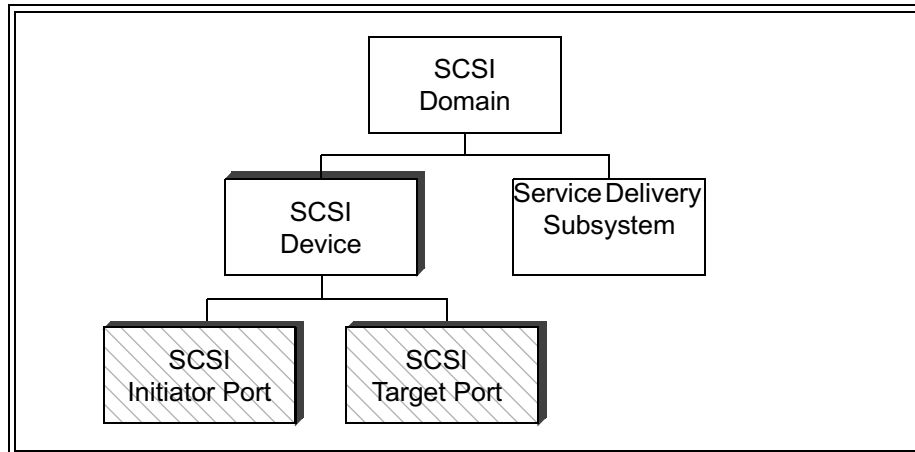 SCSI
Domain
SCSI
Device
Service Delivery
Subsystem
SCSI
Initiator Port
SCSI
Target Port